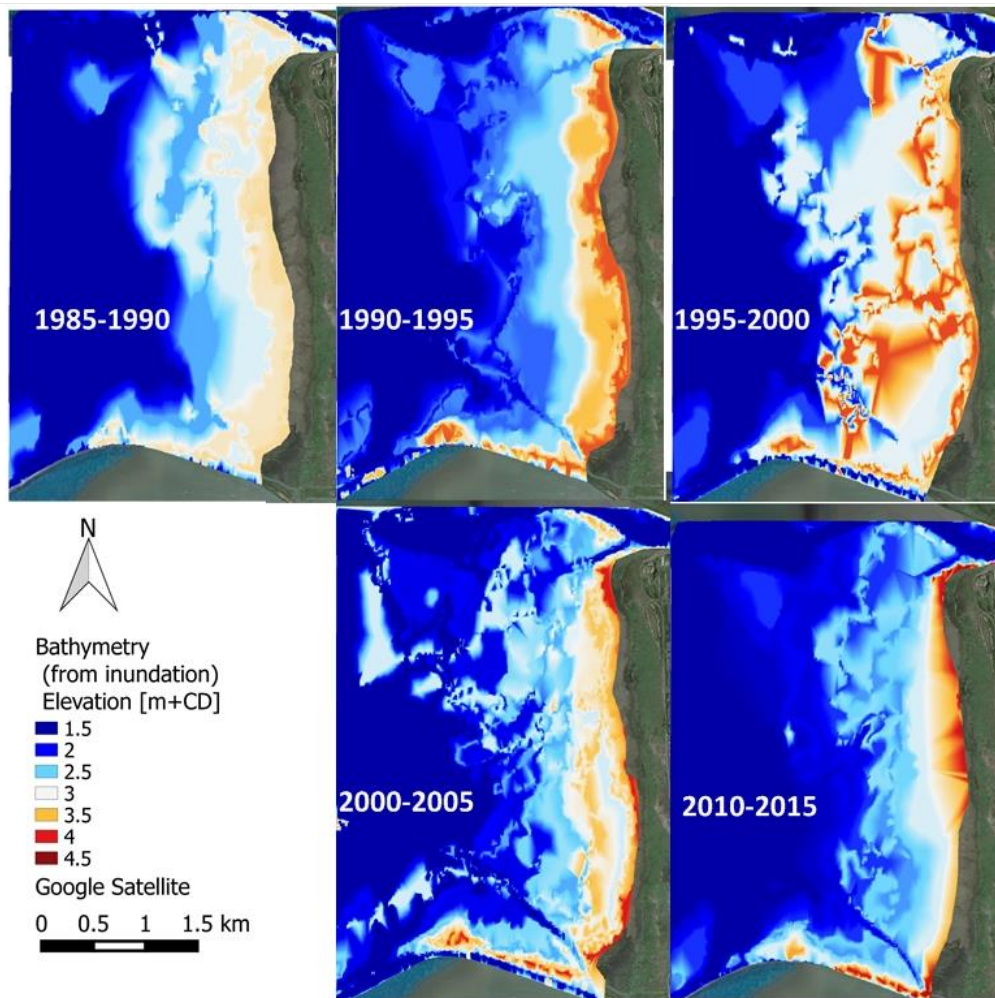 1985-1990
1990-1995
1995-2000
N
Bathymetry
(from inundation)
Elevation [m+CD]
1.5
2
2.5
3
3.5
4
4.5
Google Satellite
0 0.5 1 1.5 km
2000-2005
2010-2015